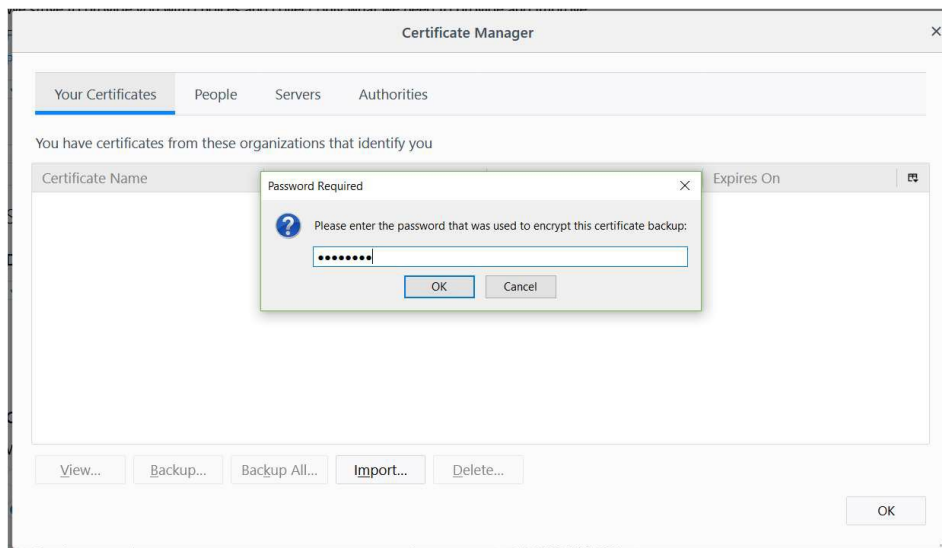 Certificate Manager
Your Certificates People Servers Authorities
You have certificates from these organizations that identify you
Certificate Name Expires On
Password Required
Please enter the password that was used to encrypt this certificate backup:
••••••••
OK Cancel
View... Backup... Backup All... Import... Delete...
OK